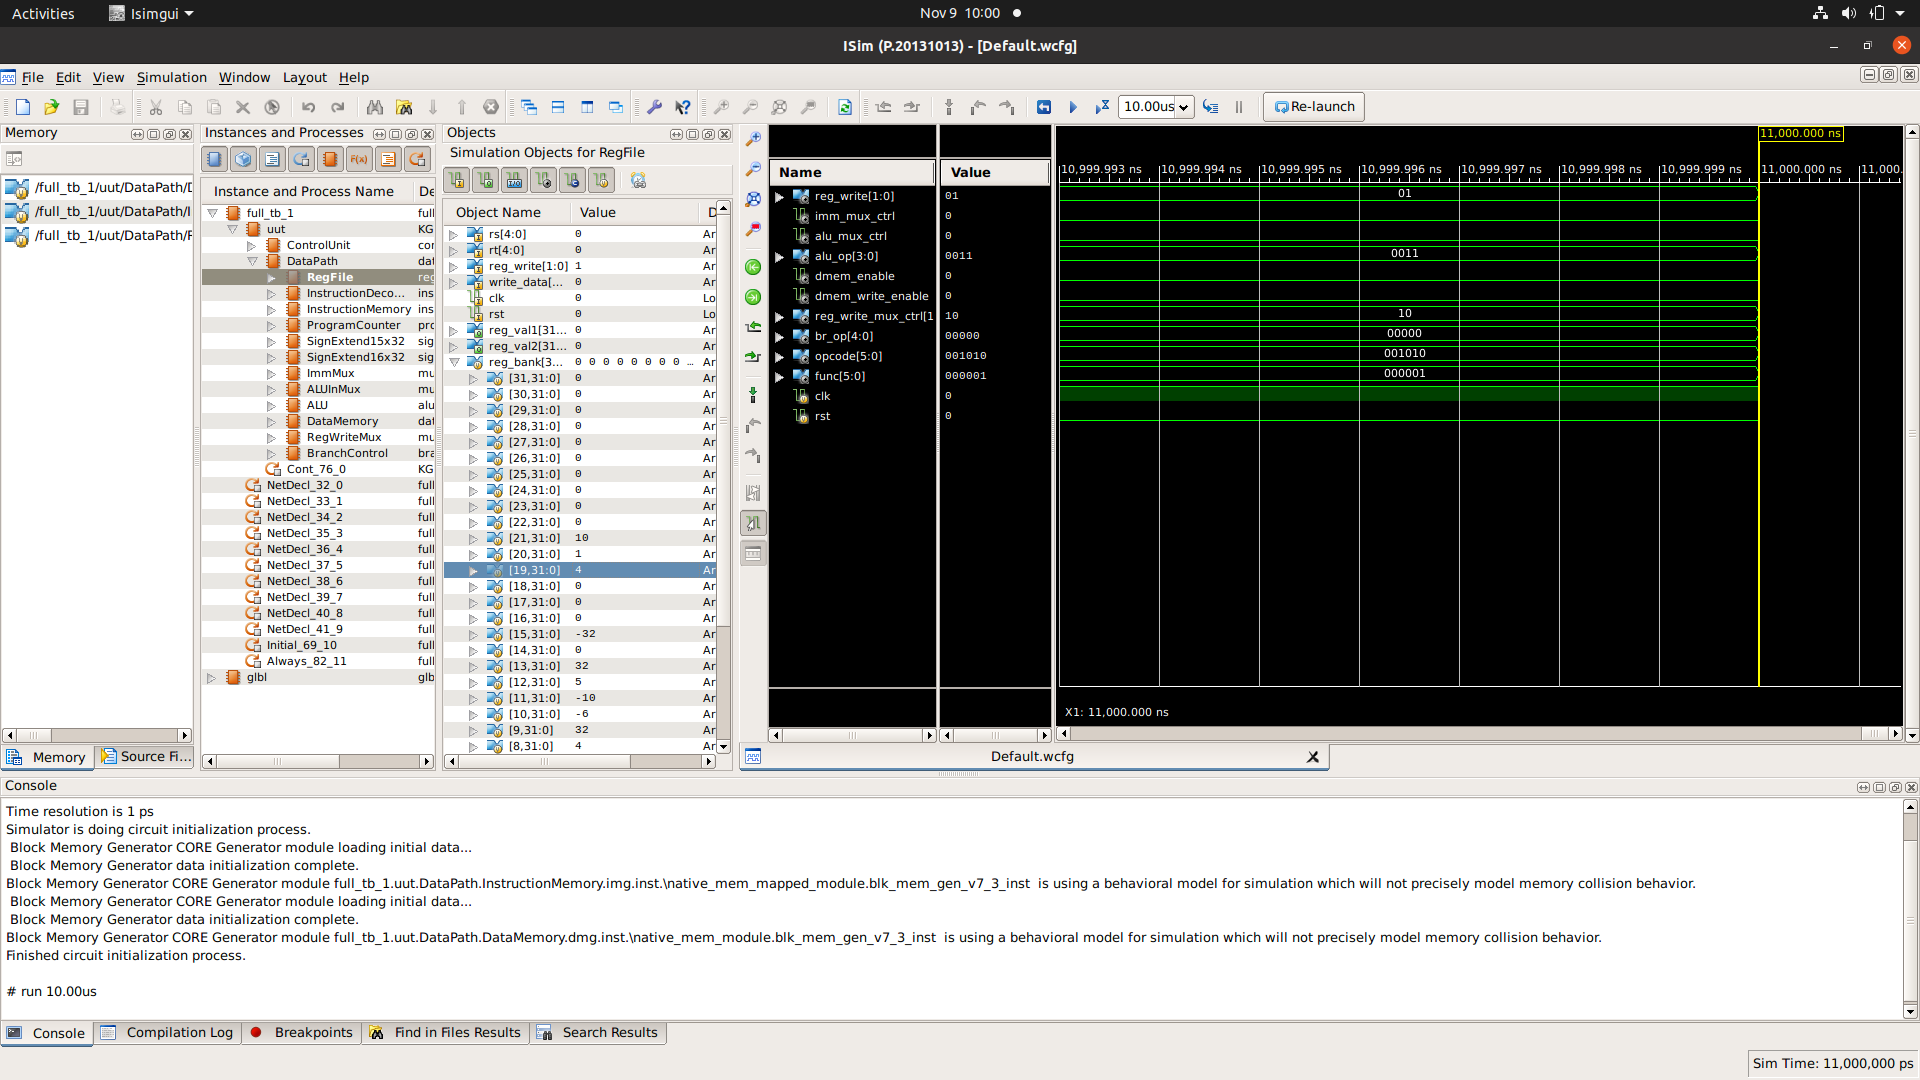 Activities
Isimgui
Nov 9 10:00
ISim (P.20131013) - [Default.wcfg]
File Edit View Simulation Window Layout Help
10.00us
Re-launch
Memory
/full_tb_1/uut/DataPath/
/full_tb_1/uut/DataPath/
/full_tb_1/uut/DataPath/
Memory
Source Fi...
Instances and Processes
Instance and Process Name De
full_tb_1 full
uut KG
ControlUnit cor
DataPath dat
RegFile reg
InstructionDeco... ins
InstructionMemory ins
ProgramCounter pro
SignExtend15x32 sig
SignExtend16x32 sig
ImmMux mu
ALUInMux mu
ALU alu
DataMemory dat
RegWriteMux mu
BranchControl bra
Cont_76_0 KG
NetDecl_32_0 full
NetDecl_33_1 full
NetDecl_34_2 full
NetDecl_35_3 full
NetDecl_36_4 full
NetDecl_37_5 full
NetDecl_38_6 full
NetDecl_39_7 full
NetDecl_40_8 full
NetDecl_41_9 full
Initial_69_10 full
Always_82_11 full
glbl glb
Objects
Simulation Objects for RegFile
Object Name Value D
rs[4:0] 0 Ar
rt[4:0] 0 Ar
reg_write[1:0] 1 Ar
write_data[... 0 Ar
clk 0 Lo
rst 0 Lo
reg_val1[31... 0 Ar
reg_val2[31... 0 Ar
reg_bank[3... 0 0 0 0 0 0 0 0 ... Ar
[31,31:0] 0 Ar
[30,31:0] 0 Ar
[29,31:0] 0 Ar
[28,31:0] 0 Ar
[27,31:0] 0 Ar
[26,31:0] 0 Ar
[25,31:0] 0 Ar
[24,31:0] 0 Ar
[23,31:0] 0 Ar
[22,31:0] 0 Ar
[21,31:0] 10 Ar
[20,31:0] 1 Ar
[19,31:0] 4 Ar
[18,31:0] 0 Ar
[17,31:0] 0 Ar
[16,31:0] 0 Ar
[15,31:0] -32 Ar
[14,31:0] 0 Ar
[13,31:0] 32 Ar
[12,31:0] 5 Ar
[11,31:0] -10 Ar
[10,31:0] -6 Ar
[9,31:0] 32 Ar
[8,31:0] 4 Ar
Name Value
reg_write[1:0] 01
imm_mux_ctrl 0
alu_mux_ctrl 0
alu_op[3:0] 0011
dmem_enable 0
dmem_write_enable 0
reg_write_mux_ctrl[1 10
br_op[4:0] 00000
opcode[5:0] 001010
func[5:0] 000001
clk 0
rst 0
11,000.000 ns
10,999.993 ns 10,999.994 ns 10,999.995 ns 10,999.996 ns 10,999.997 ns 10,999.998 ns 10,999.999 ns 11,000.000 ns 11,000.
01
0011
10
00000
001010
000001
X1: 11,000.000 ns
Default.wcfg
Console
Time resolution is 1 ps
Simulator is doing circuit initialization process.
Block Memory Generator CORE Generator module loading initial data...
Block Memory Generator data initialization complete.
Block Memory Generator CORE Generator module full_tb_1.uut.DataPath.InstructionMemory.img.inst.\native_mem_mapped_module.blk_mem_gen_v7_3_inst is using a behavioral model for simulation which will not precisely model memory collision behavior.
Block Memory Generator CORE Generator module loading initial data...
Block Memory Generator data initialization complete.
Block Memory Generator CORE Generator module full_tb_1.uut.DataPath.DataMemory.dmg.inst.\native_mem_module.blk_mem_gen_v7_3_inst is using a behavioral model for simulation which will not precisely model memory collision behavior.
Finished circuit initialization process.
# run 10.00us
Console
Compilation Log
Breakpoints
Find in Files Results
Search Results
Sim Time: 11,000,000 ps